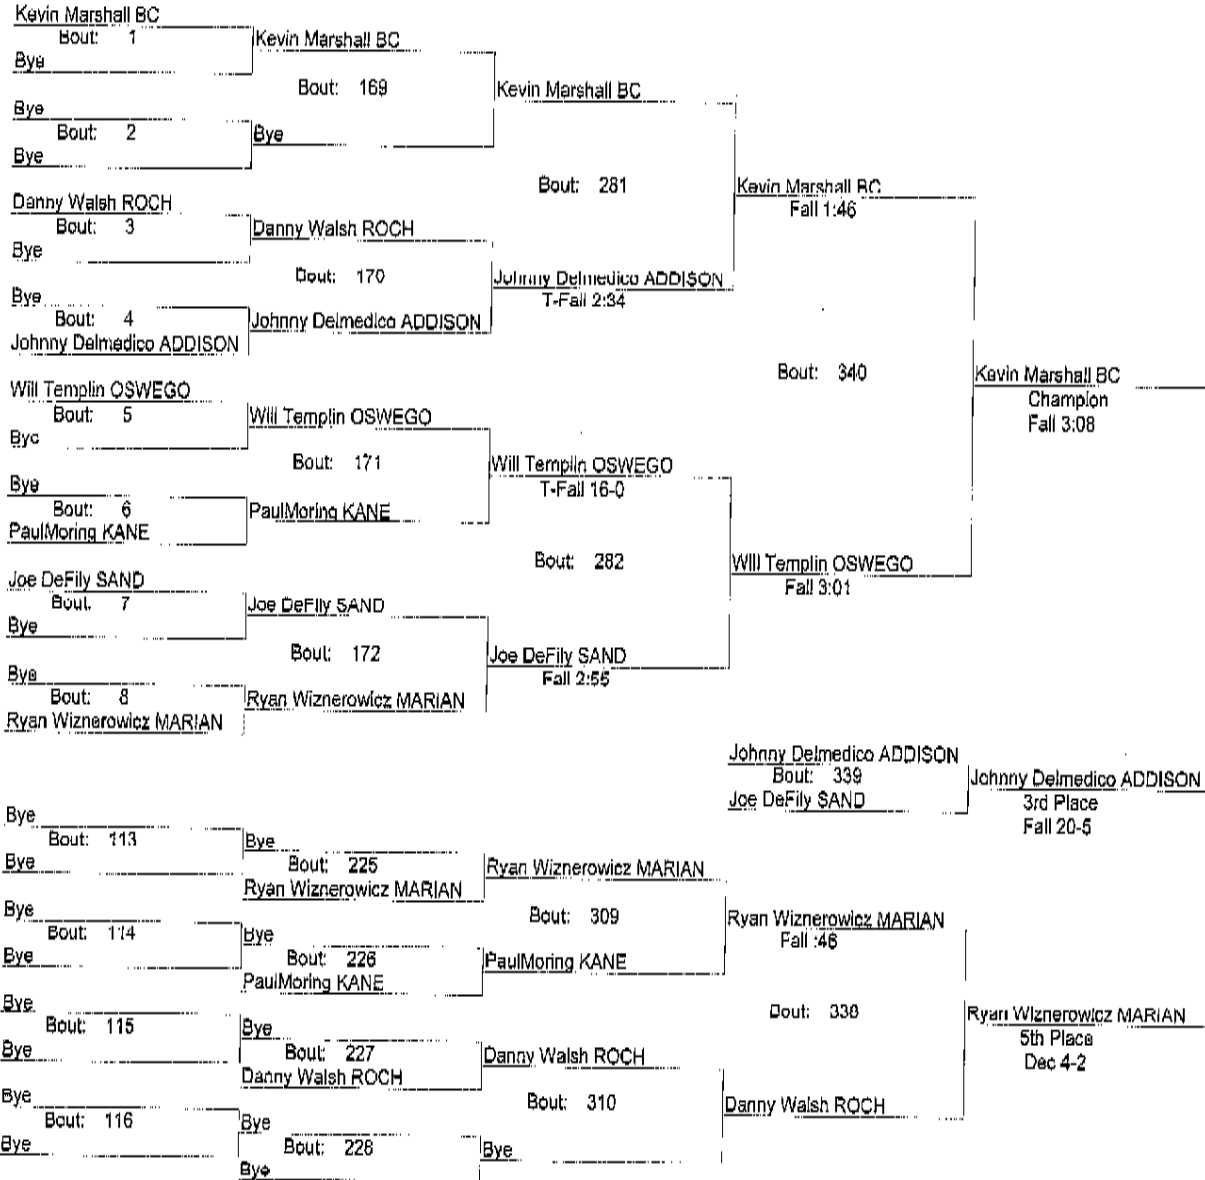 Kevin Marshall BC
Bout: 1
Bye
Kevin Marshall BC
Bout: 169
Bye
Bout: 2
Bye
Bye
Kevin Marshall BC
Bout: 281
Danny Walsh ROCH
Bout: 3
Bye
Danny Walsh ROCH
Bout: 170
Bye
Bout: 4
Johnny Delmedico ADDISON
Johnny Delmedico ADDISON
Johnny Delmedico ADDISON
T-Fall 2:34
Kevin Marshall BC
Fall 1:46
Bout: 340
Will Templin OSWEGO
Bout: 5
Bye
Will Templin OSWEGO
Bout: 171
Bye
Bout: 6
PaulMoring KANE
PaulMoring KANE
Will Templin OSWEGO
T-Fall 16-0
Bout: 282
Joe DeFily SAND
Bout: 7
Bye
Joe DeFily SAND
Bout: 172
Bye
Bout: 8
Ryan Wiznerowicz MARIAN
Ryan Wiznerowicz MARIAN
Joe DeFily SAND
Fall 2:55
Will Templin OSWEGO
Fall 3:01
Kevin Marshall BC
Champion
Fall 3:08
Johnny Delmedico ADDISON
Bout: 339
Joe DeFily SAND
Johnny Delmedico ADDISON
3rd Place
Fall 20-5
Bye
Bout: 113
Bye
Bye
Bout: 225
Ryan Wiznerowicz MARIAN
Ryan Wiznerowicz MARIAN
Bout: 309
Bye
Bout: 114
Bye
Bye
Bout: 226
PaulMoring KANE
PaulMoring KANE
Ryan Wiznerowicz MARIAN
Fall :46
Bout: 338
Bye
Bout: 115
Bye
Bye
Bout: 227
Danny Walsh ROCH
Danny Walsh ROCH
Bout: 310
Bye
Bout: 116
Bye
Bye
Bout: 228
Bye
Bye
Danny Walsh ROCH
Ryan Wiznerowicz MARIAN
5th Place
Dec 4-2